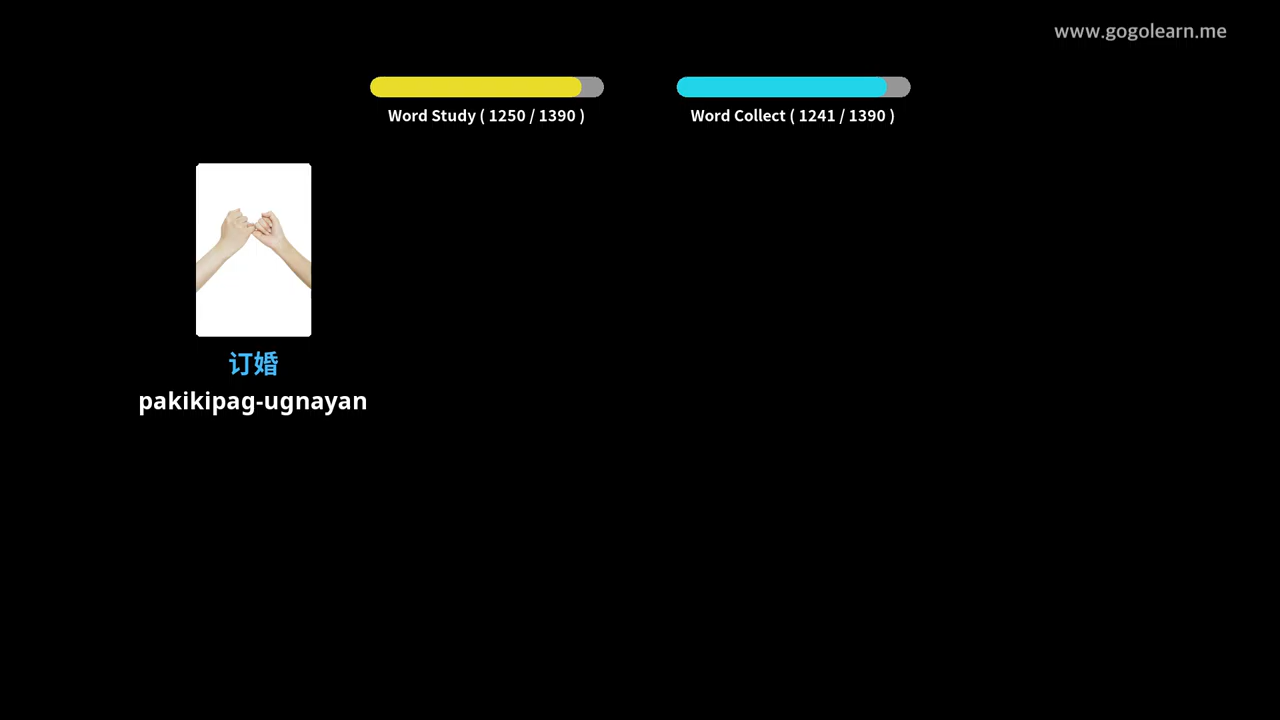 www.gogolearn.me
Word Study ( 1250 / 1390 )
Word Collect ( 1241 / 1390 )
订婚
pakikipag-ugnayan